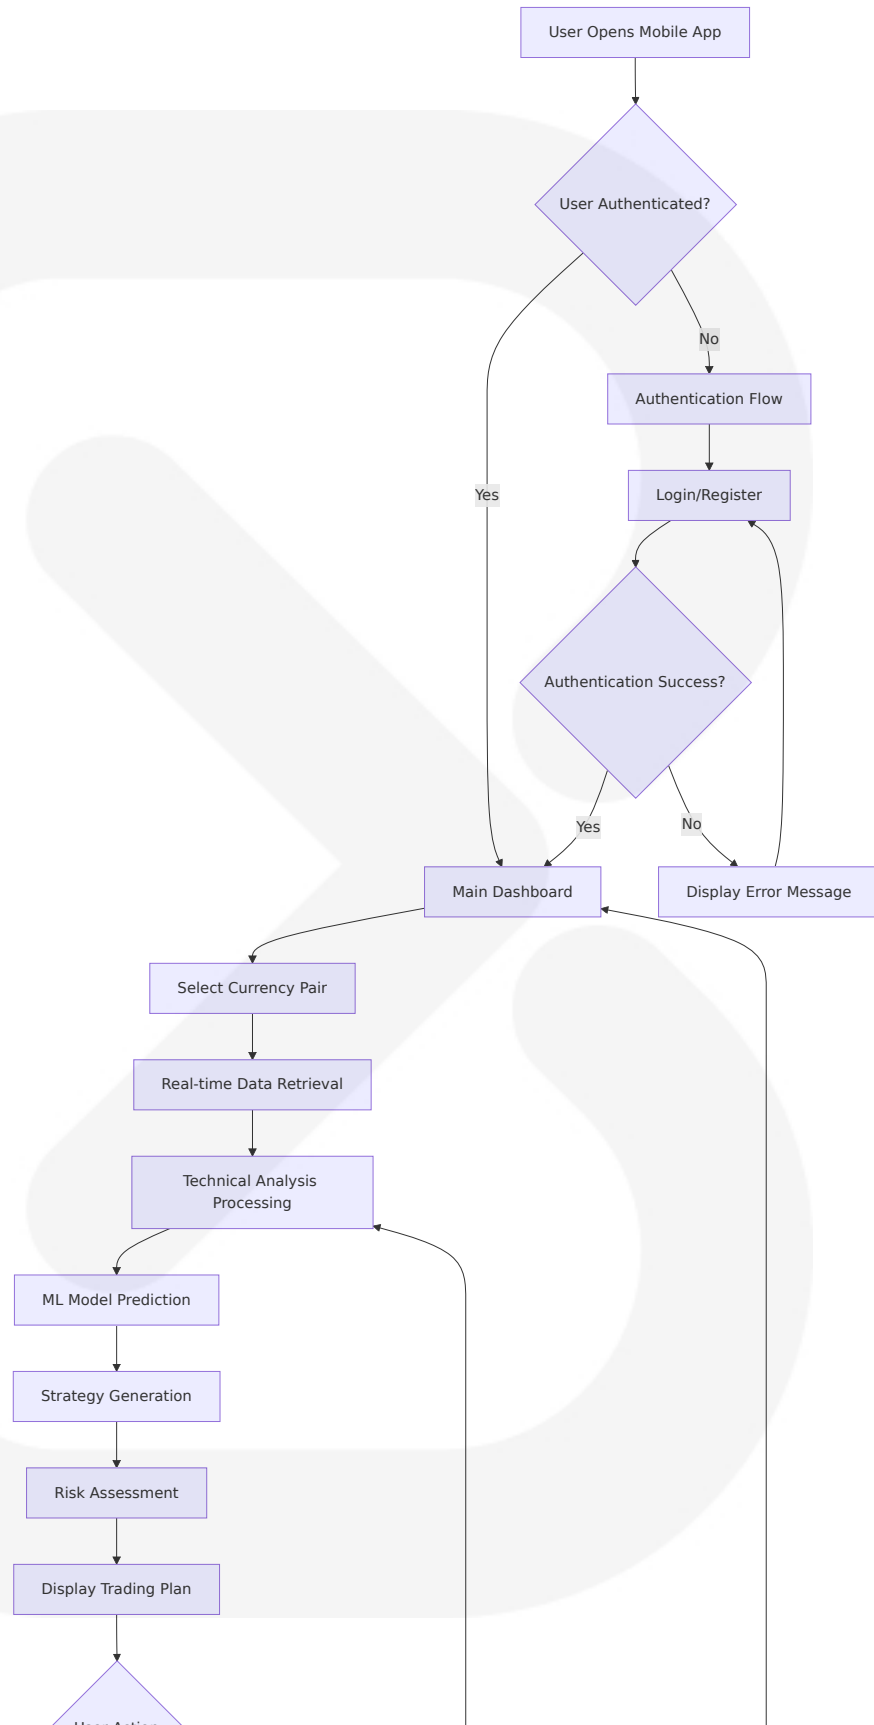 User Opens Mobile App
User Authenticated?
No
Authentication Flow
Yes
Login/Register
Authentication Success?
Yes
No
Main Dashboard
Display Error Message
Select Currency Pair
Real-time Data Retrieval
Technical Analysis
Processing
ML Model Prediction
Strategy Generation
Risk Assessment
Display Trading Plan
User Action